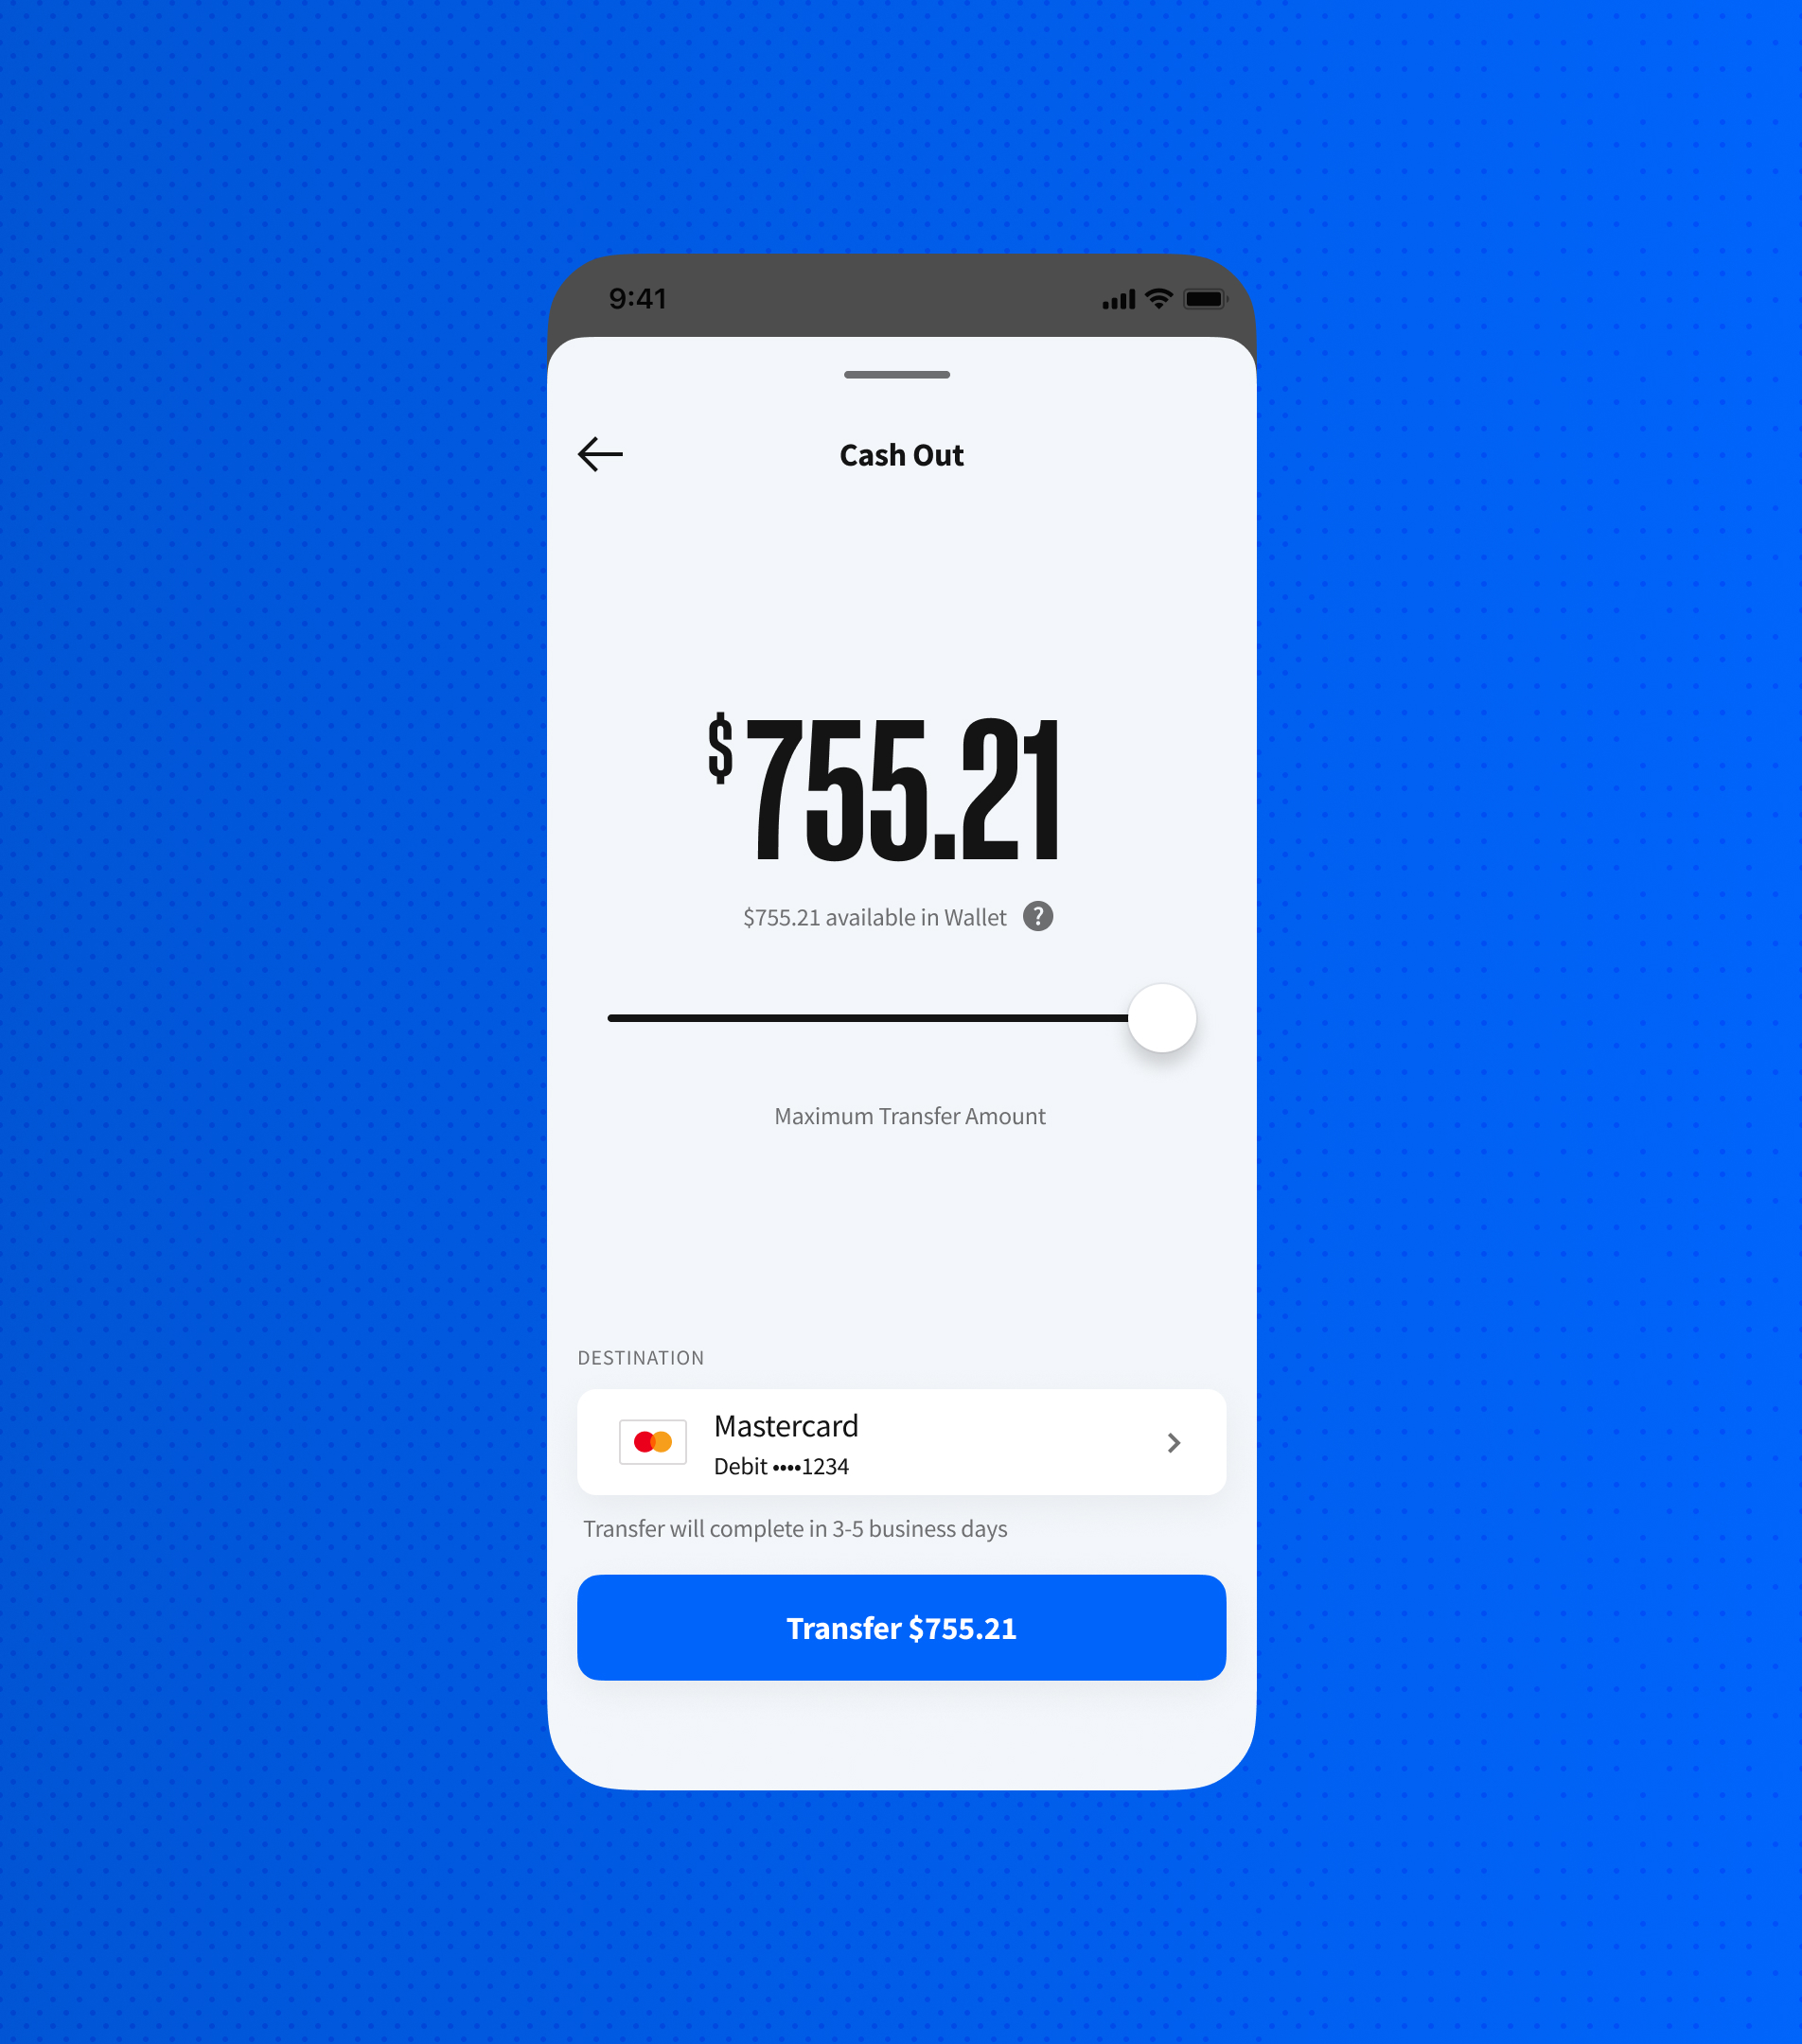 9:41
Cash Out
$755.21
$755.21 available in Wallet ?
Maximum Transfer Amount
DESTINATION
Mastercard
Debit ••••1234
Transfer will complete in 3-5 business days
Transfer $755.21